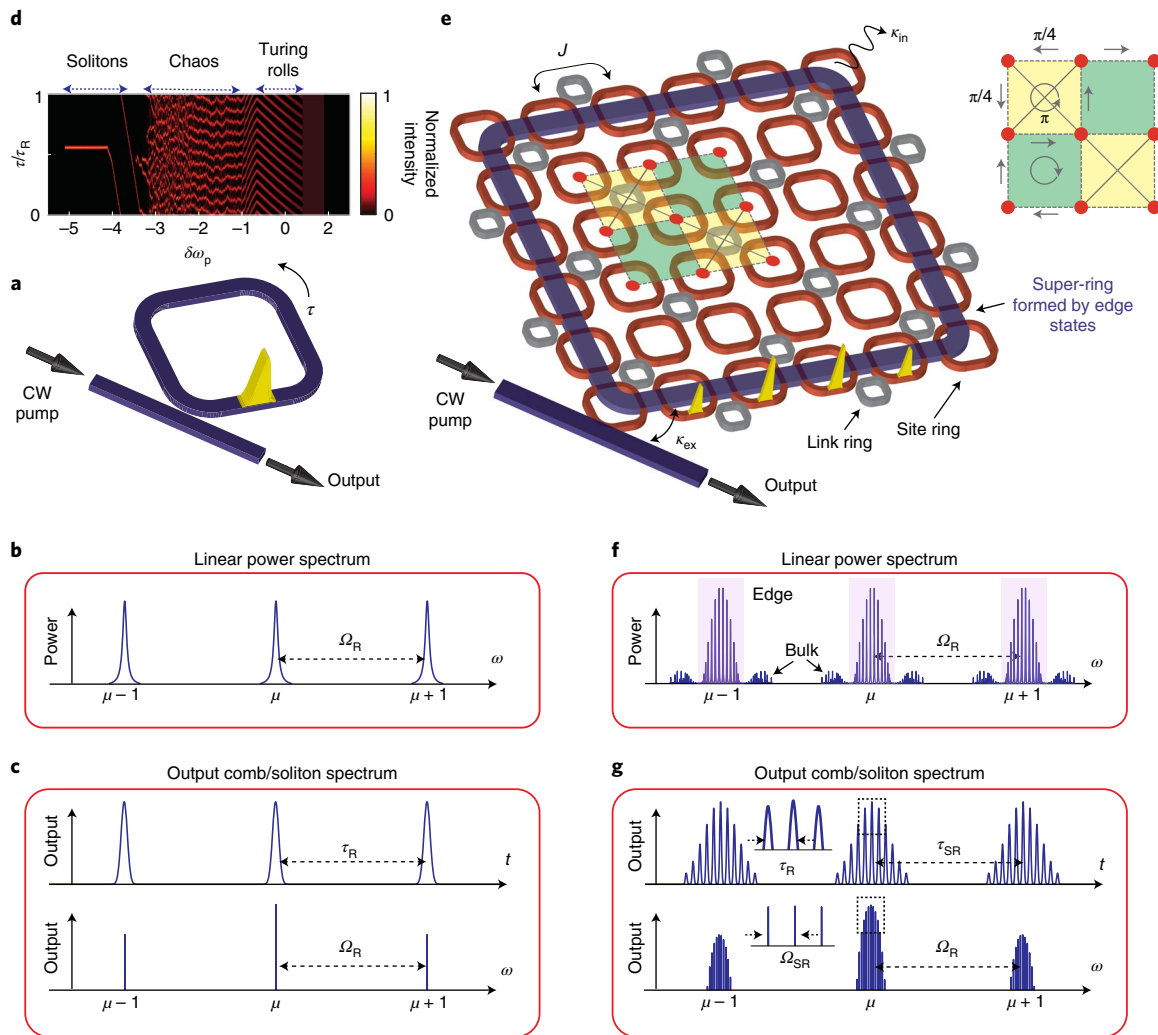 d
Solitons
Chaos
Turing
rolls
1
τ/τR
0
−5 −4 −3 −2 −1 0 2
δωp
1
0
Normalized
intensity
a
τ
CW
pump
Output
b
Linear power spectrum
Power
ΩR
ω
μ − 1 μ μ + 1
c
Output comb/soliton spectrum
Output
τR
t
Output
ΩR
ω
μ − 1 μ μ + 1
e
J
κin
π/4
π/4
π
Super-ring
formed by edge
states
Site ring
Link ring
κex
CW
pump
Output
f
Linear power spectrum
Power
Edge
Bulk
ΩR
ω
μ − 1 μ μ + 1
g
Output comb/soliton spectrum
Output
τR
τSR
t
Output
ΩSR
ΩR
ω
μ − 1 μ μ + 1